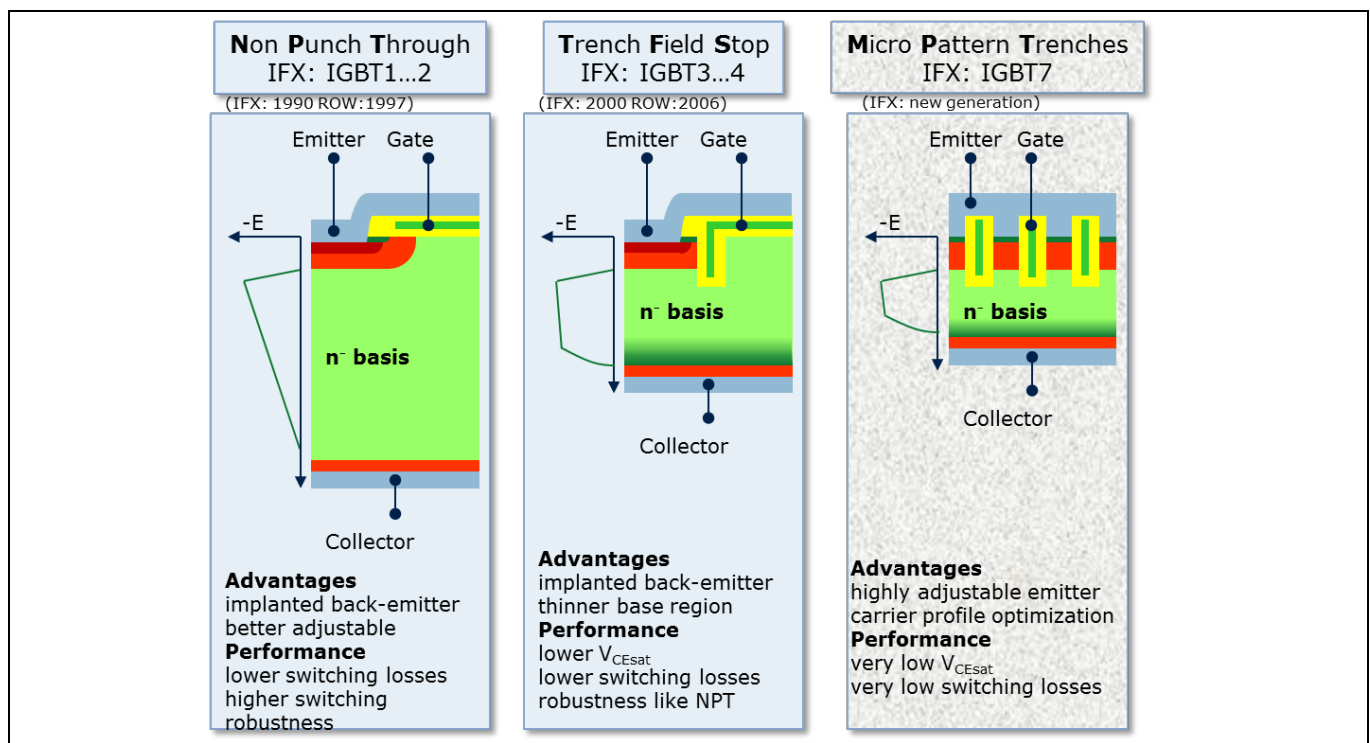 Non Punch Through
IFX: IGBT1...2
(IFX: 1990 ROW:1997)
Emitter Gate
-E
n⁻ basis
Collector
Advantages
implanted back-emitter
better adjustable
Performance
lower switching losses
higher switching
robustness
Trench Field Stop
IFX: IGBT3...4
(IFX: 2000 ROW:2006)
Emitter Gate
-E
n⁻ basis
Collector
Advantages
implanted back-emitter
thinner base region
Performance
lower VCEsat
lower switching losses
robustness like NPT
Micro Pattern Trenches
IFX: IGBT7
(IFX: new generation)
Emitter Gate
-E
n⁻ basis
Collector
Advantages
highly adjustable emitter
carrier profile optimization
Performance
very low VCEsat
very low switching losses